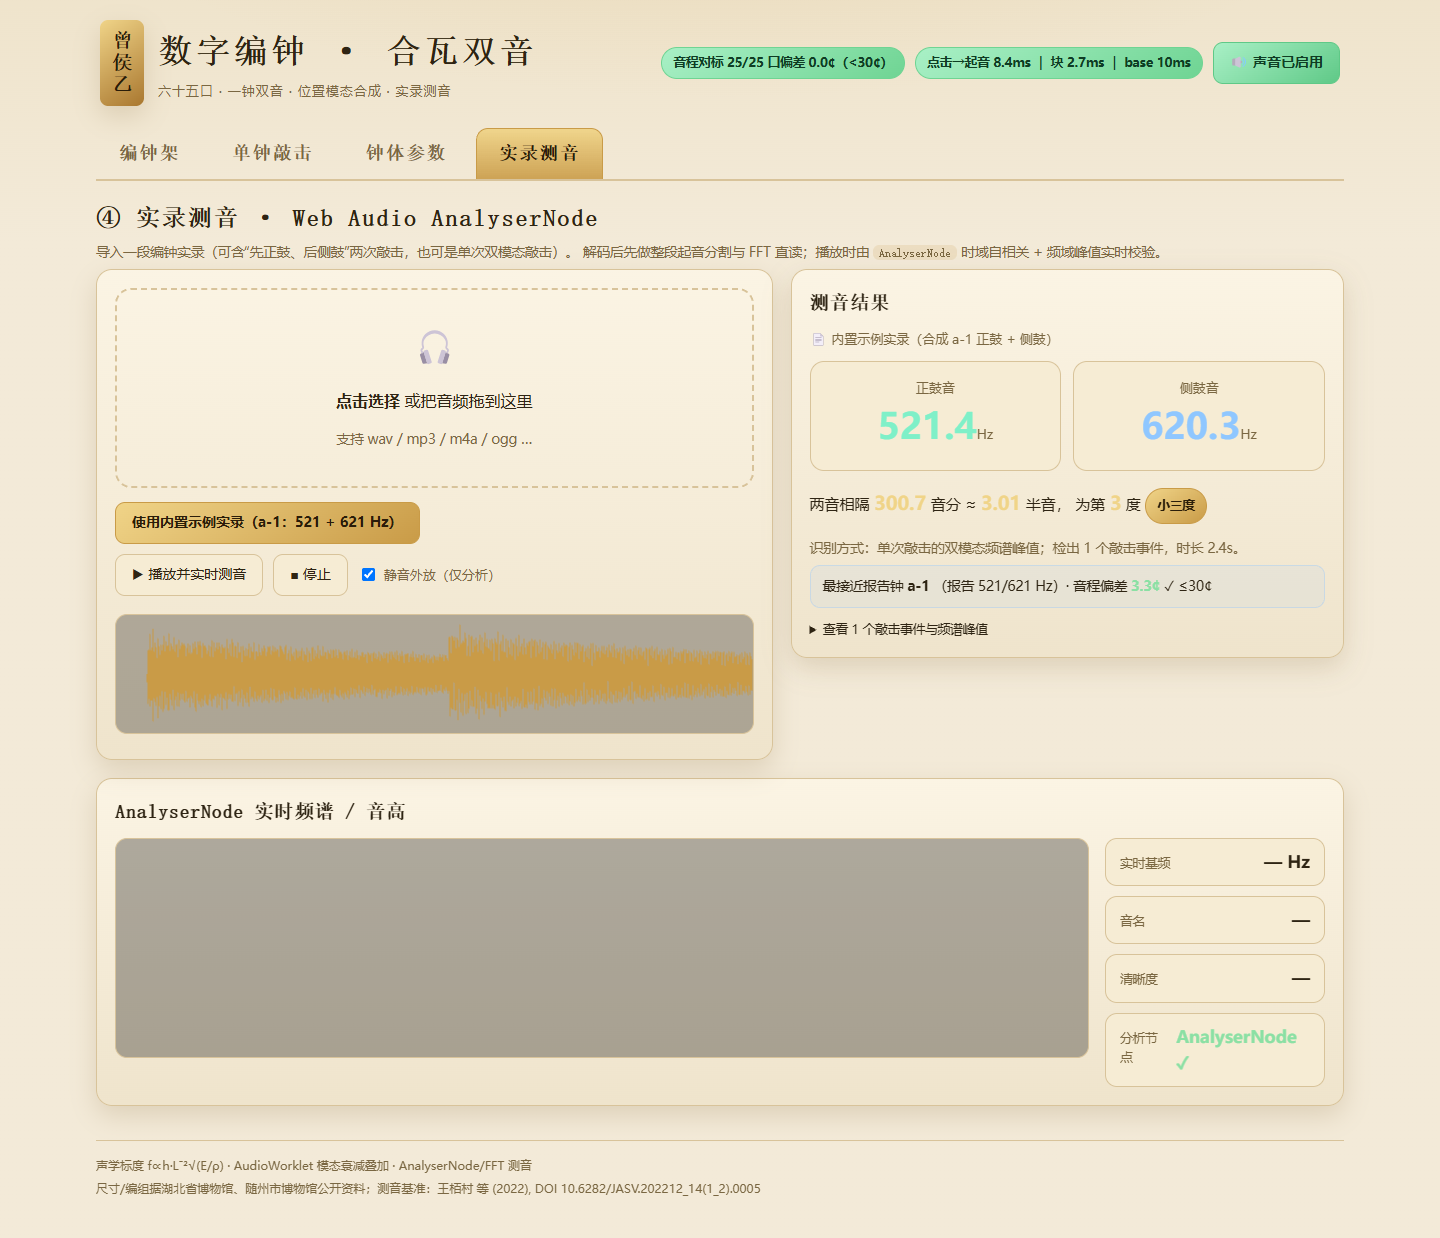 曾侯乙
数字编钟 · 合瓦双音
六十五口 · 一钟双音 · 位置模态合成 · 实录测音
音程对标 25/25 口偏差 0.0¢（<30¢）
点击→起音 8.4ms | 块 2.7ms | base 10ms
声音已启用
编钟架
单钟敲击
钟体参数
实录测音
④ 实录测音 · Web Audio AnalyserNode
导入一段编钟实录（可含“先正鼓、后侧鼓”两次敲击，也可是单次双模态敲击）。 解码后先做整段起音分割与 FFT 直读；播放时由 AnalyserNode 时域自相关 + 频域峰值实时校验。
点击选择 或把音频拖到这里
支持 wav / mp3 / m4a / ogg …
使用内置示例实录（a-1：521 + 621 Hz）
▶ 播放并实时测音
■ 停止
静音外放（仅分析）
测音结果
内置示例实录（合成 a-1 正鼓 + 侧鼓）
正鼓音
521.4Hz
侧鼓音
620.3Hz
两音相隔 300.7 音分 ≈ 3.01 半音， 为第 3 度 小三度
识别方式：单次敲击的双模态频谱峰值；检出 1 个敲击事件，时长 2.4s。
最接近报告钟 a-1 （报告 521/621 Hz）· 音程偏差 3.3¢ ✓ ≤30¢
▶ 查看 1 个敲击事件与频谱峰值
AnalyserNode 实时频谱 / 音高
实时基频
— Hz
音名
—
清晰度
—
分析节点
AnalyserNode ✓
声学标度 f∝h·L⁻²√(E/ρ) · AudioWorklet 模态衰减叠加 · AnalyserNode/FFT 测音
尺寸/编组据湖北省博物馆、随州市博物馆公开资料；测音基准：王栢村 等 (2022), DOI 10.6282/JASV.202212_14(1_2).0005